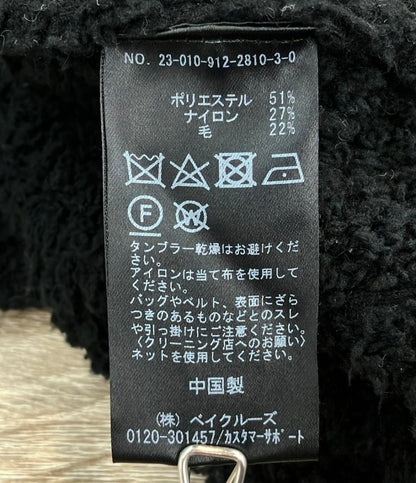 NO. 23-010-912-2810-3-0
ポリエステル 51%
ナイロン 27%
毛 22%
F W
タンブラー乾燥はお避けくだ
さい。
アイロンは当て布を使用して
ください。
バッグやベルト、表面にざら
つきのあるものなどとのスレ
や引っ掛けにご注意ください。
〈クリーニング店へのお願い〉
ネットを使用してください。
中国製
(株) ベイクルーズ
0120-301457/カスタマーサポート